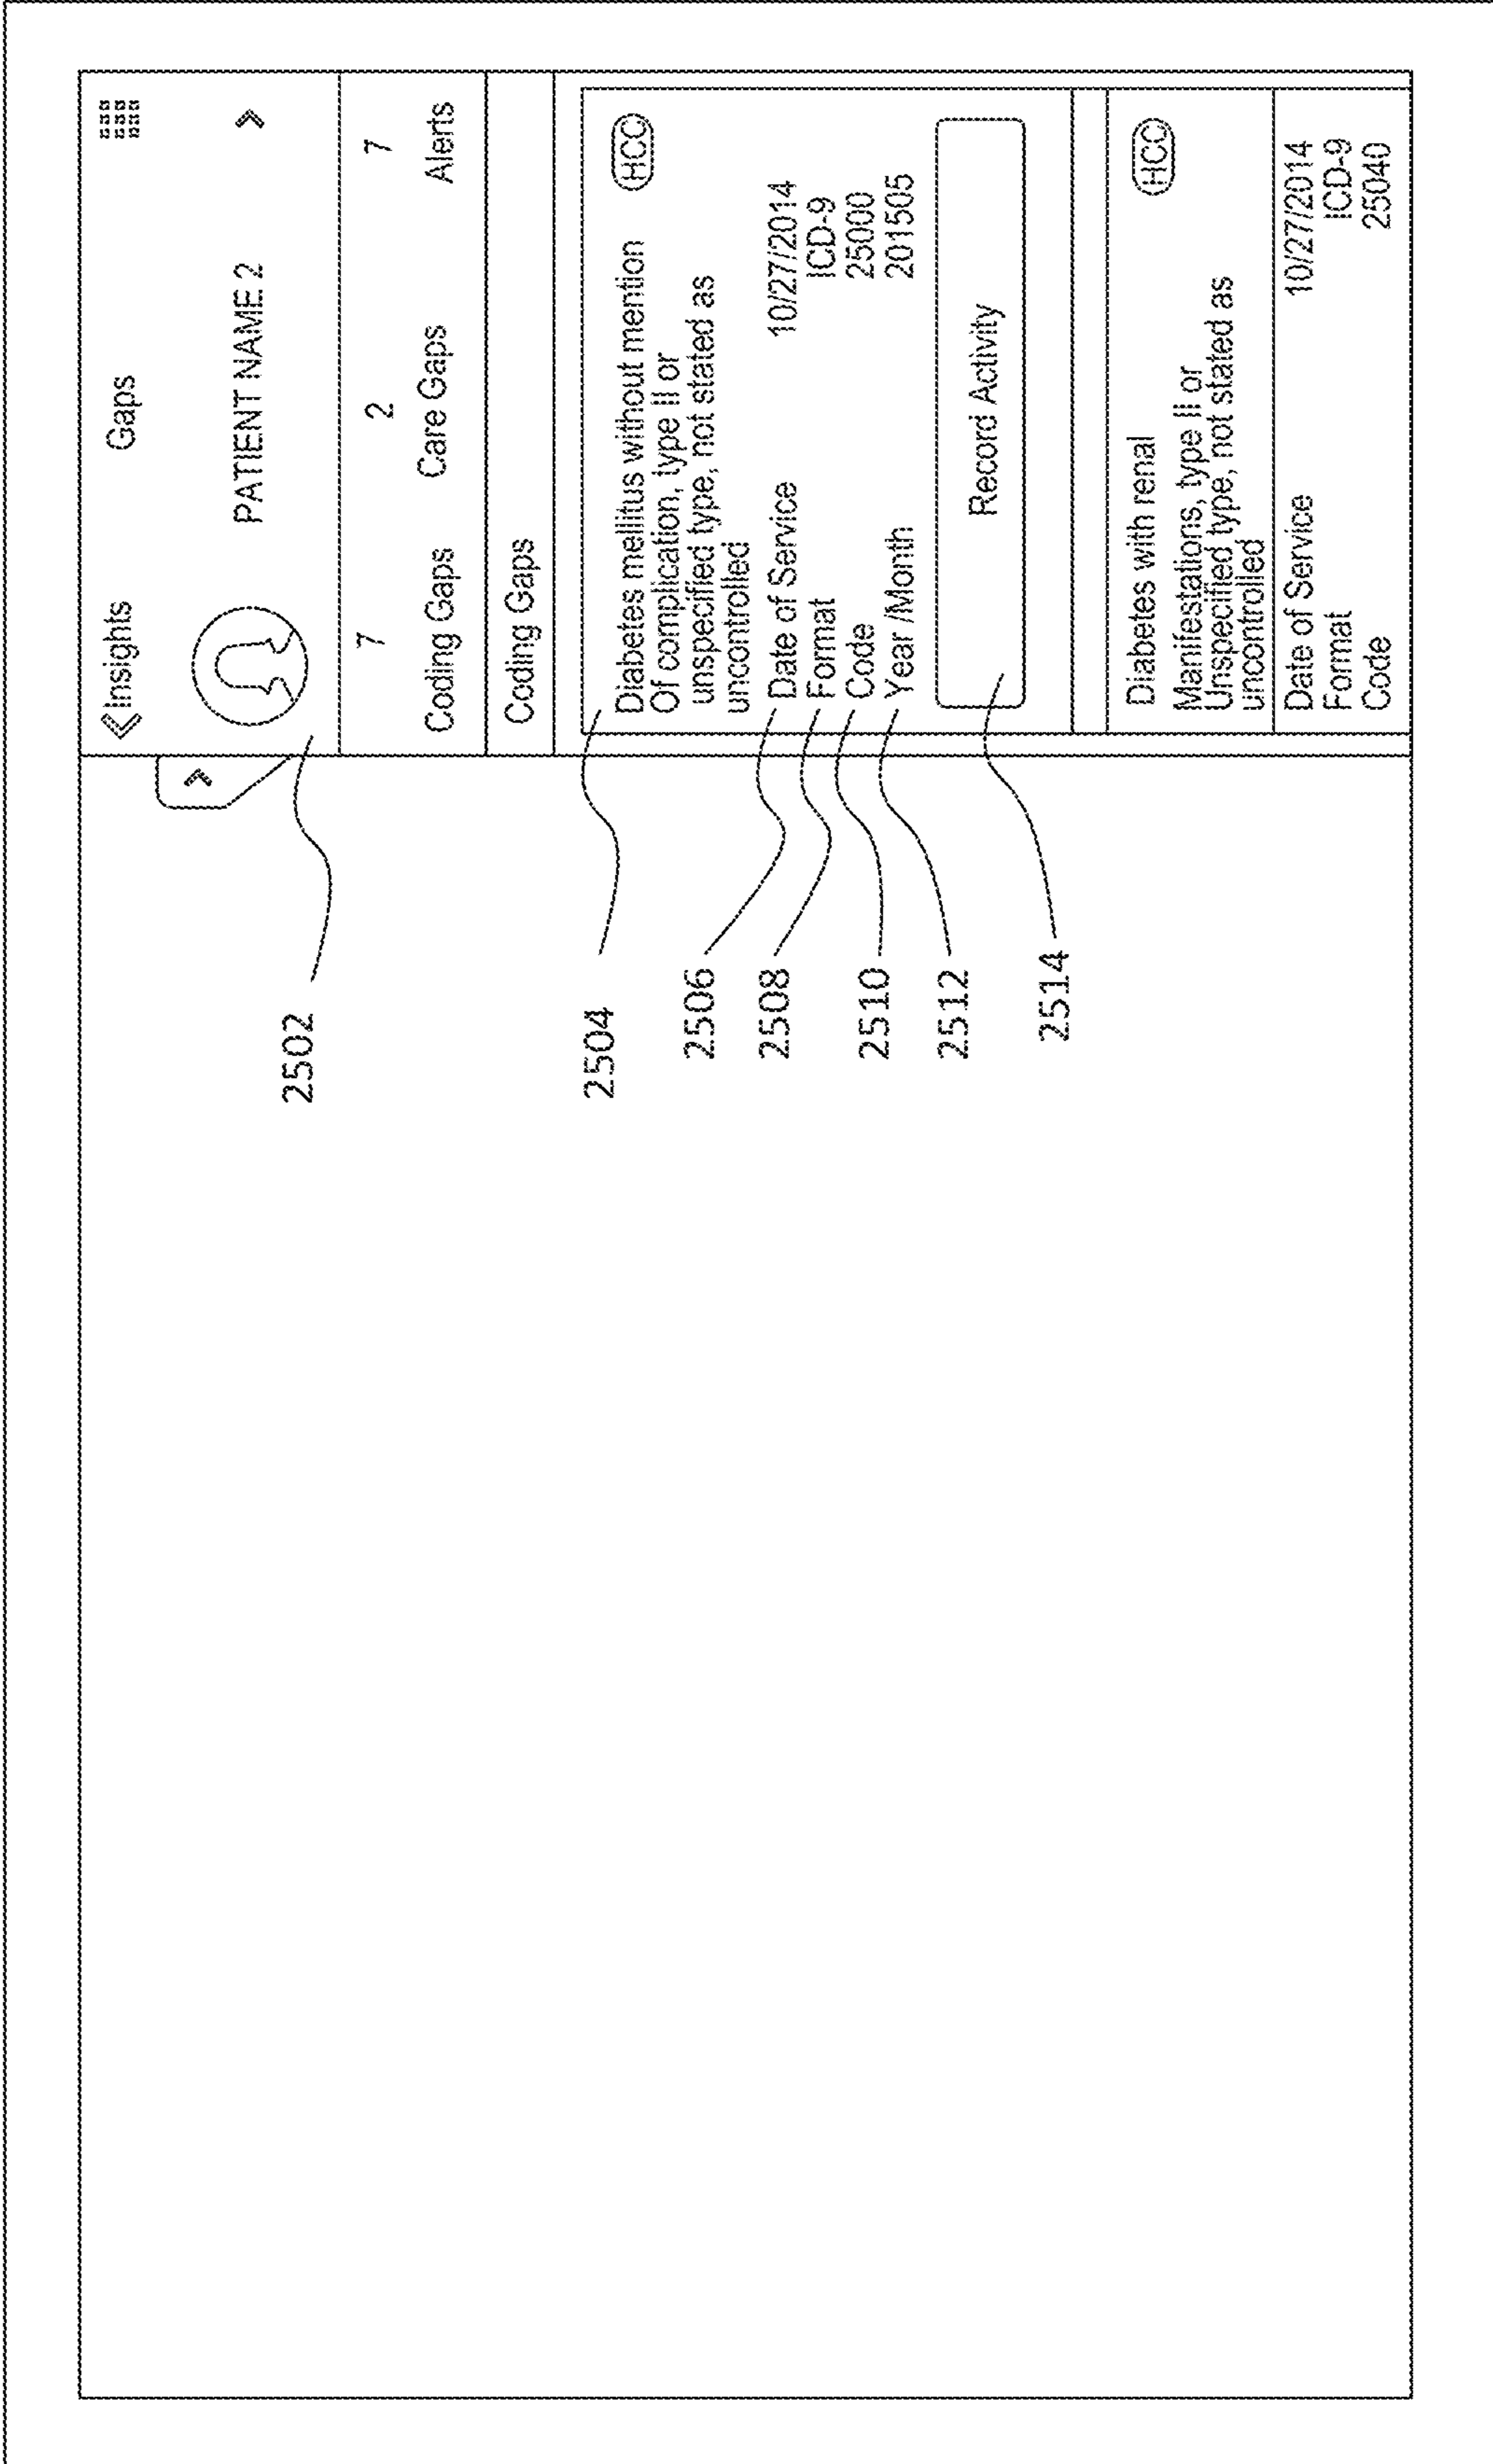 Insights Gaps
PATIENT NAME 2
7 2 7
Coding Gaps Care Gaps Alerts
Coding Gaps
Diabetes mellitus without mention HCC
Of complication, type II or
unspecified type, not stated as
uncontrolled
Date of Service 10/27/2014
Format ICD-9
Code 25000
Year /Month 201505
Record Activity
Diabetes with renal HCC
Manifestations, type II or
Unspecified type, not stated as
uncontrolled
Date of Service 10/27/2014
Format ICD-9
Code 25040
2502
2504
2506
2508
2510
2512
2514